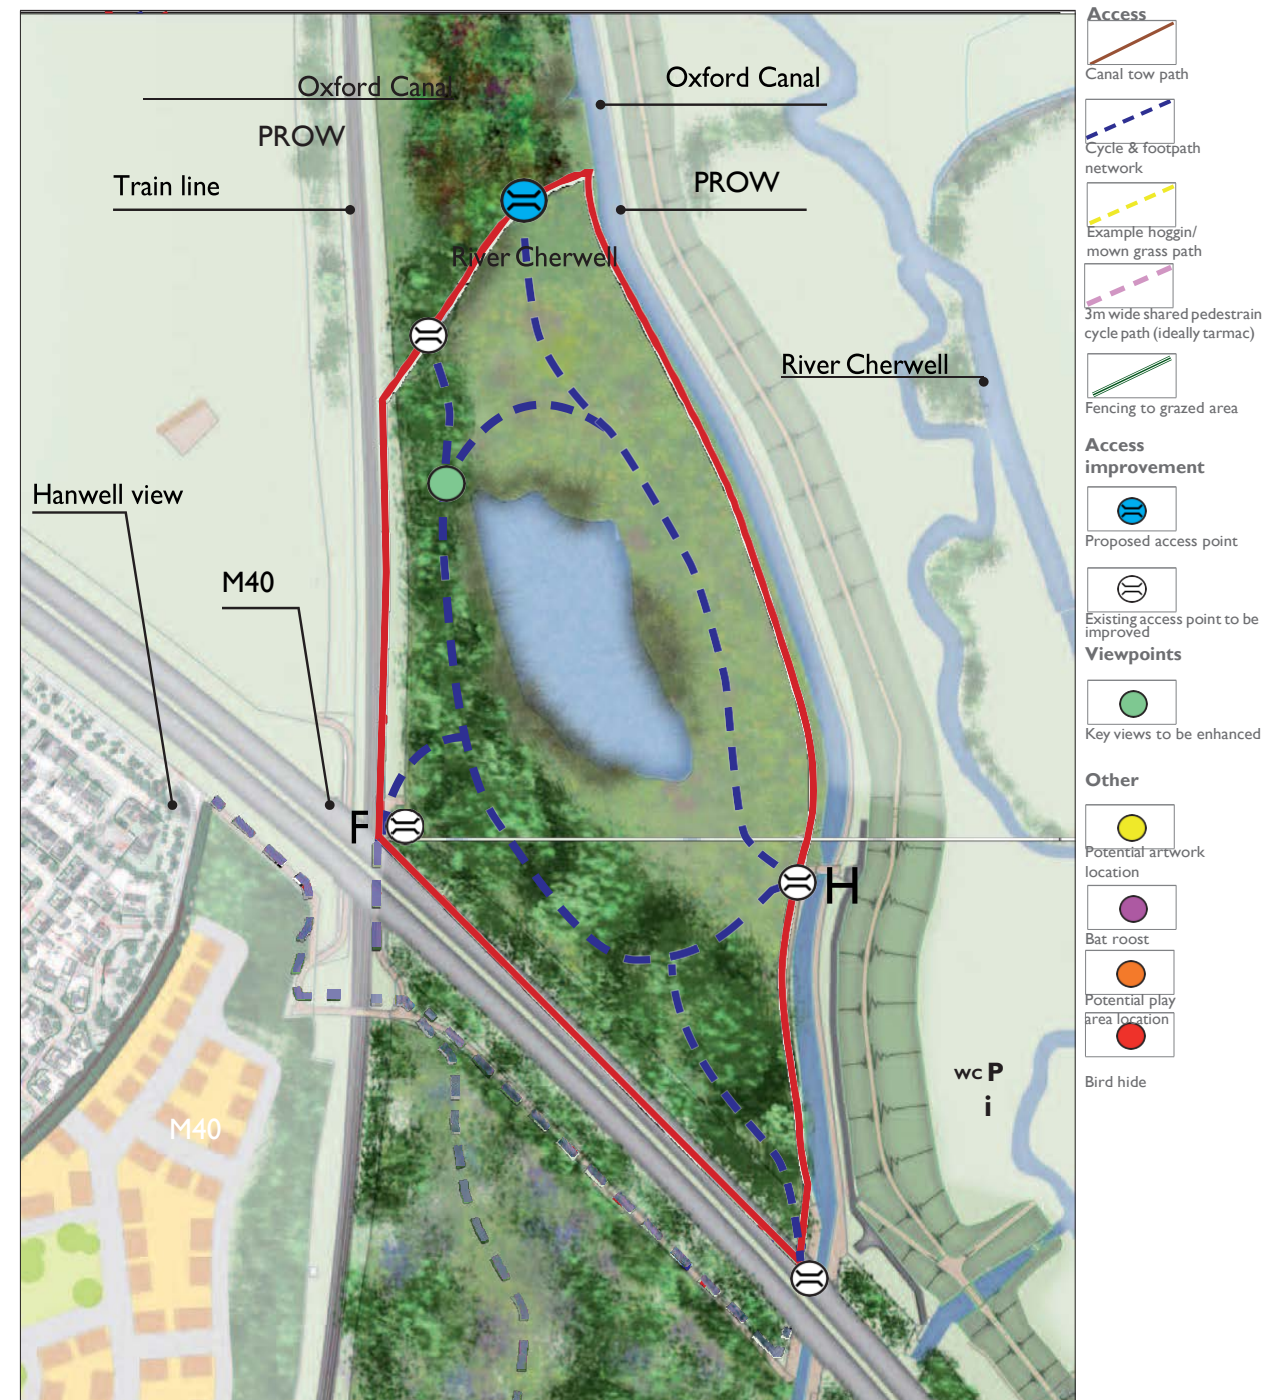 Oxford Canal
PROW
Train line
Oxford Canal
PROW
River Cherwell
River Cherwell
Hanwell view
M40
F
H
wc P
i
M40
Access
Canal tow path
Cycle & footpath
network
Example hoggin/
mown grass path
3m wide shared pedestrain
cycle path (ideally tarmac)
Fencing to grazed area
Access
improvement
Proposed access point
Existing access point to be
improved
Viewpoints
Key views to be enhanced
Other
Potential artwork
location
Bat roost
Potential play
area location
Bird hide